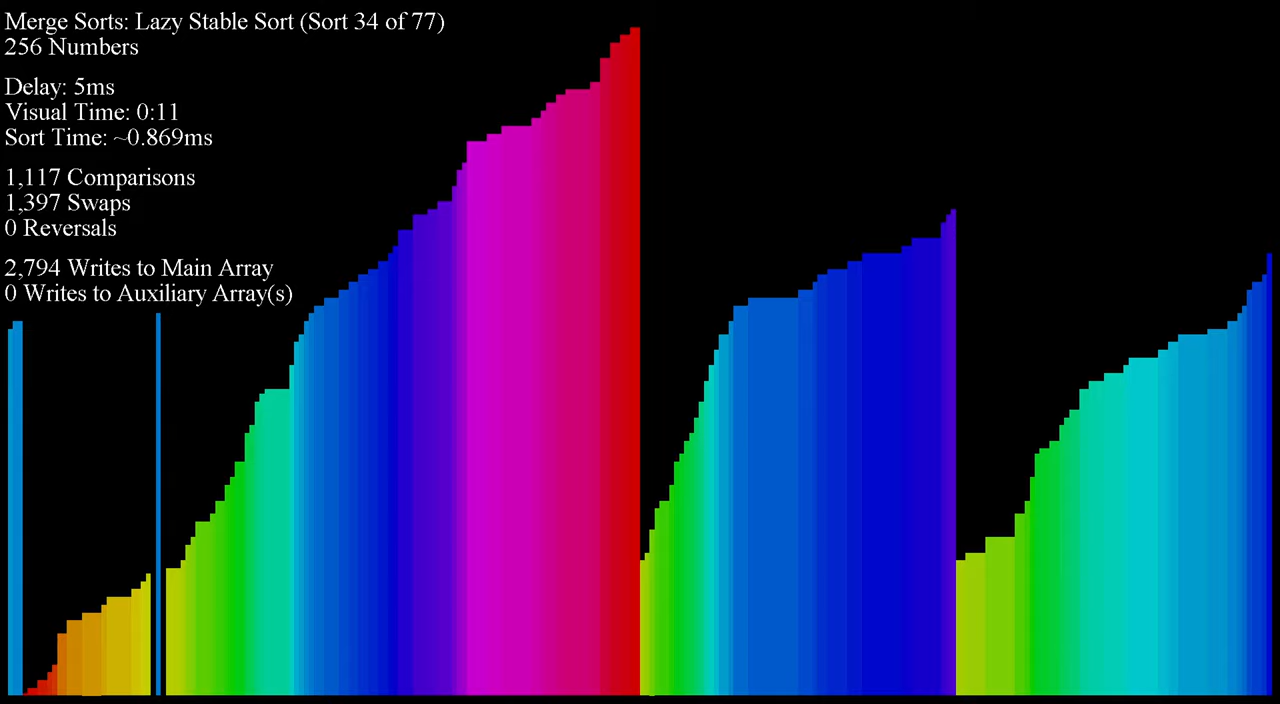 Merge Sorts: Lazy Stable Sort (Sort 34 of 77)
256 Numbers
Delay: 5ms
Visual Time: 0:11
Sort Time: ~0.869ms
1,117 Comparisons
1,397 Swaps
0 Reversals
2,794 Writes to Main Array
0 Writes to Auxiliary Array(s)